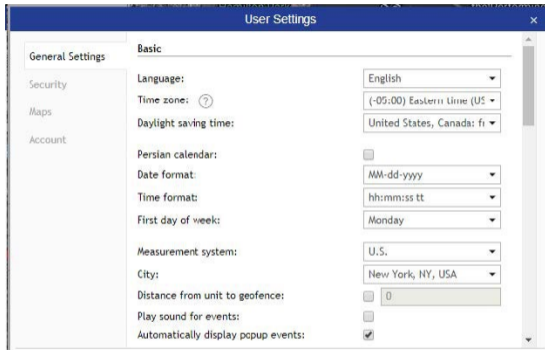 User Settings ×
General Settings
Security
Maps
Account
Basic
Language: English
Time zone: ? (-05:00) Eastern time (US
Daylight saving time: United States, Canada: fr
Persian calendar:
Date format: MM-dd-yyyy
Time format: hh:mm:ss tt
First day of week: Monday
Measurement system: U.S.
City: New York, NY, USA
Distance from unit to geofence: 0
Play sound for events:
Automatically display popup events: